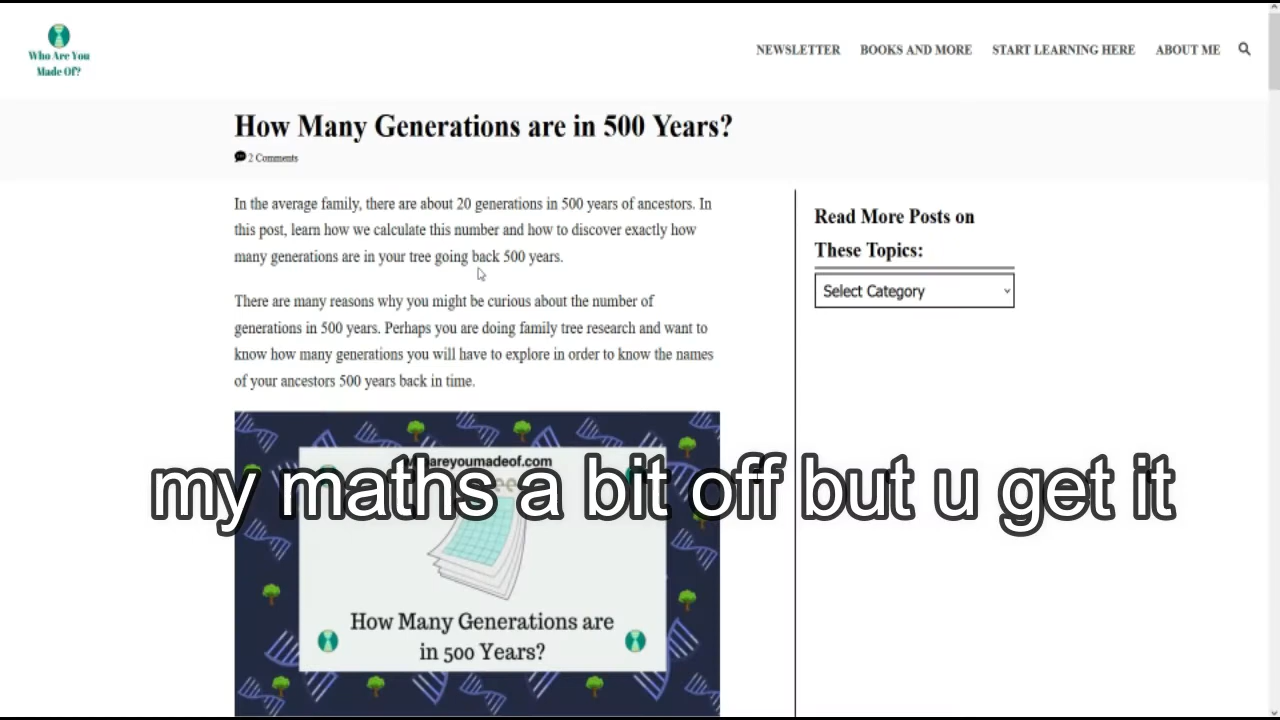 Who Are You
Made Of?
NEWSLETTER
BOOKS AND MORE
START LEARNING HERE
ABOUT ME
How Many Generations are in 500 Years?
2 Comments
In the average family, there are about 20 generations in 500 years of ancestors. In
this post, learn how we calculate this number and how to discover exactly how
many generations are in your tree going back 500 years.
There are many reasons why you might be curious about the number of
generations in 500 years. Perhaps you are doing family tree research and want to
know how many generations you will have to explore in order to know the names
of your ancestors 500 years back in time.
Read More Posts on
These Topics:
Select Category
areyoumadeof.com
my maths a bit off but u get it
How Many Generations are
in 500 Years?